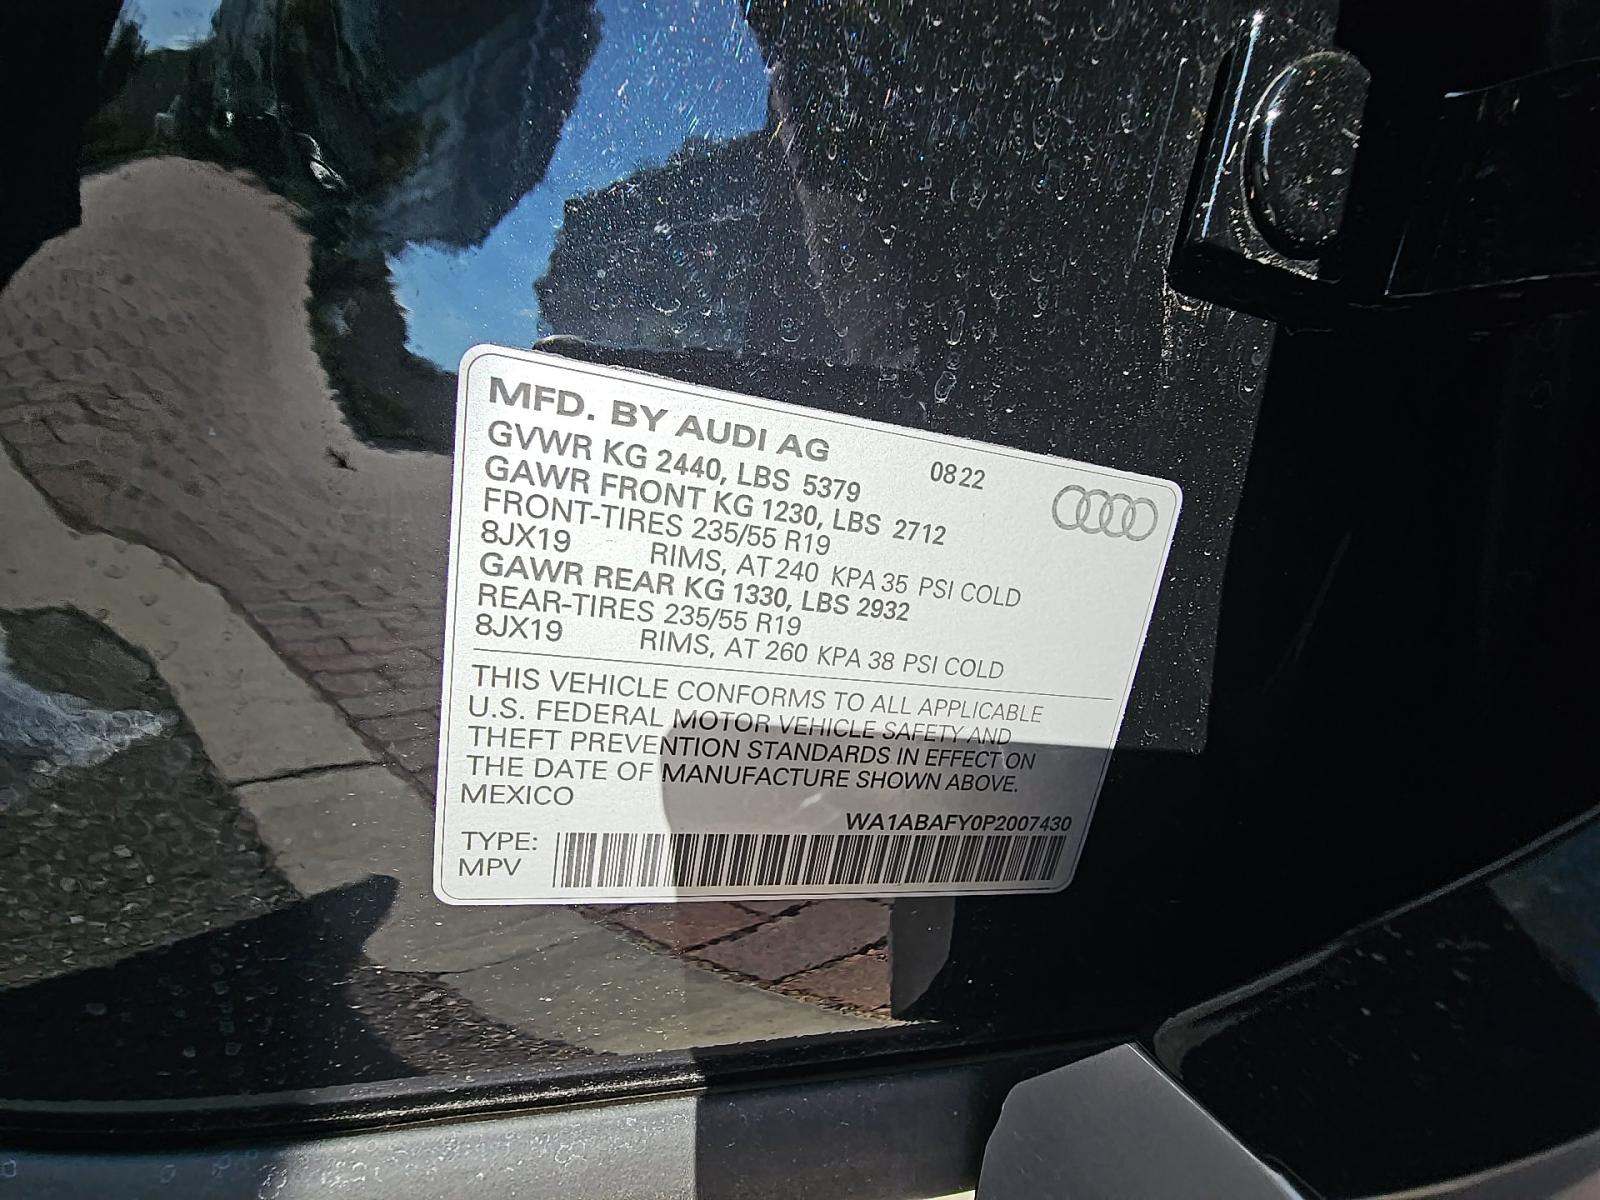 MFD. BY AUDI AG 0822
GVWR KG 2440, LBS 5379
GAWR FRONT KG 1230, LBS 2712
FRONT-TIRES 235/55 R19
8JX19 RIMS, AT 240 KPA 35 PSI COLD
GAWR REAR KG 1330, LBS 2932
REAR-TIRES 235/55 R19
8JX19 RIMS, AT 260 KPA 38 PSI COLD
THIS VEHICLE CONFORMS TO ALL APPLICABLE
U.S. FEDERAL MOTOR VEHICLE SAFETY AND
THEFT PREVENTION STANDARDS IN EFFECT ON
THE DATE OF MANUFACTURE SHOWN ABOVE.
MEXICO
WA1ABAFY0P2007430
TYPE:
MPV